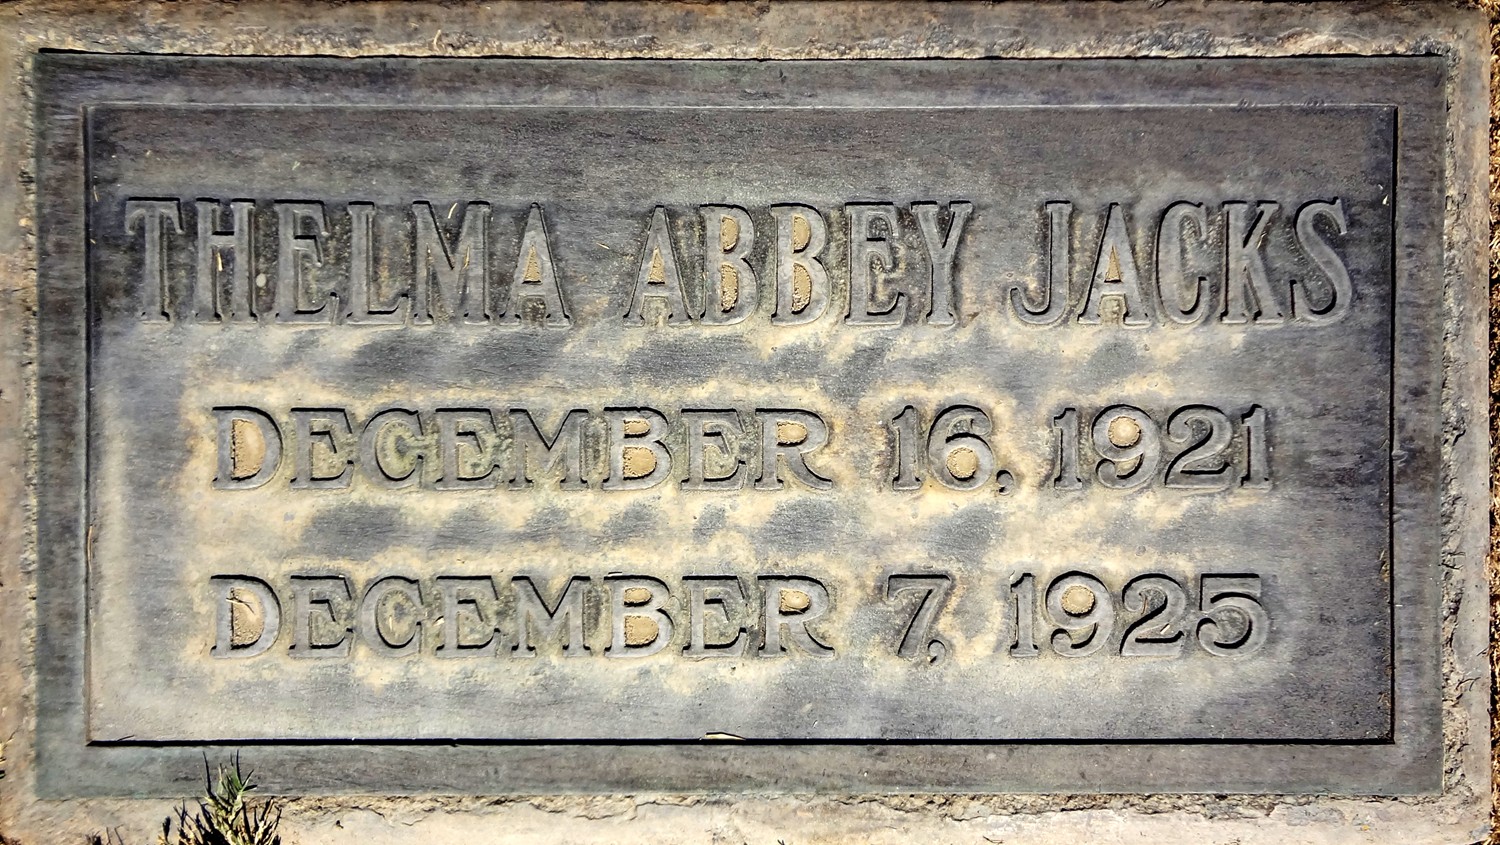 THELMA ABBEY JACKS
DECEMBER 16, 1921
DECEMBER 7, 1925